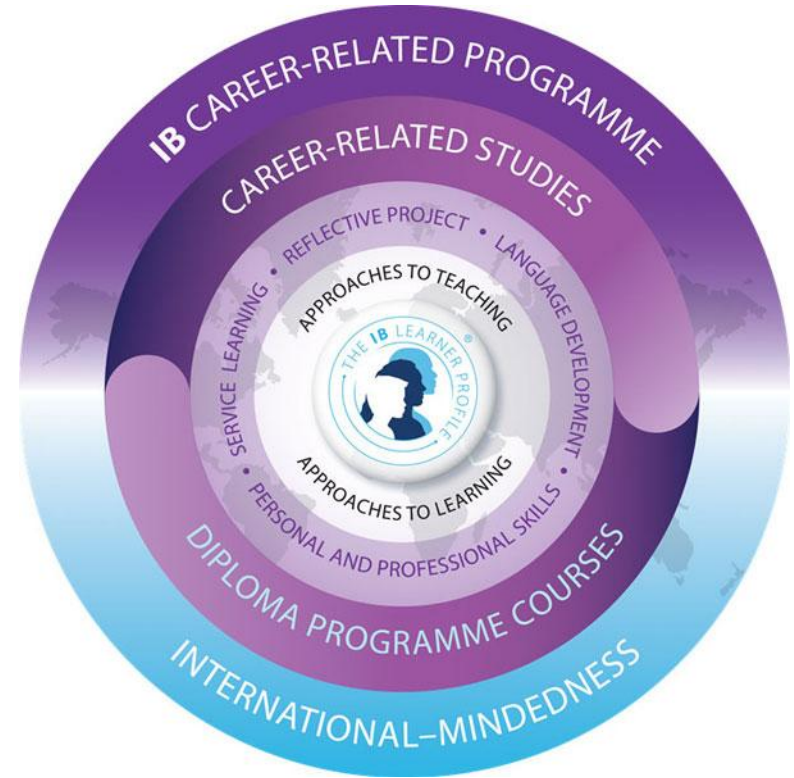 IB CAREER-RELATED PROGRAMME
CAREER-RELATED STUDIES
SERVICE LEARNING • REFLECTIVE PROJECT • LANGUAGE DEVELOPMENT • PERSONAL AND PROFESSIONAL SKILLS •
APPROACHES TO TEACHING
• THE IB LEARNER PROFILE • ®
APPROACHES TO LEARNING
DIPLOMA PROGRAMME COURSES
INTERNATIONAL–MINDEDNESS